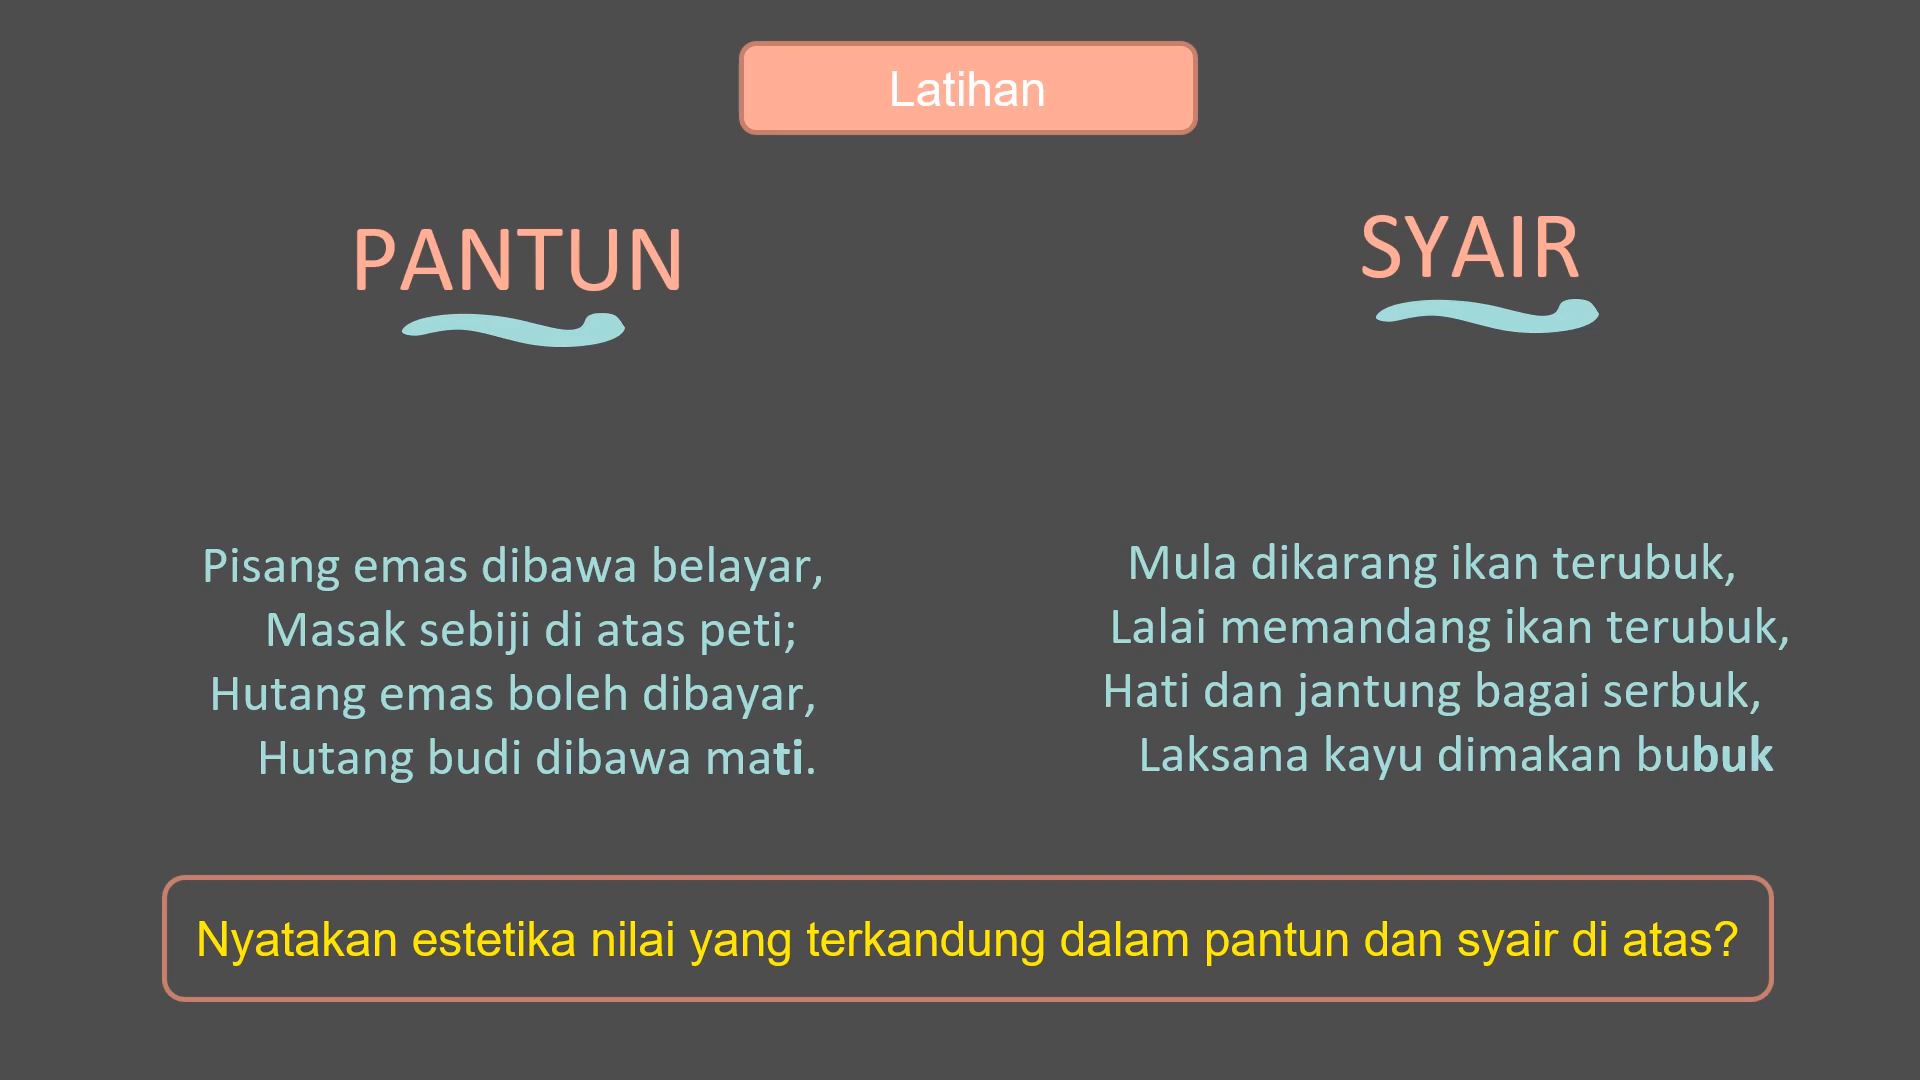 Latihan
PANTUN
Pisang emas dibawa belayar,
Masak sebiji di atas peti;
Hutang emas boleh dibayar,
Hutang budi dibawa mati.
SYAIR
Mula dikarang ikan terubuk,
Lalai memandang ikan terubuk,
Hati dan jantung bagai serbuk,
Laksana kayu dimakan bubuk
Nyatakan estetika nilai yang terkandung dalam pantun dan syair di atas?